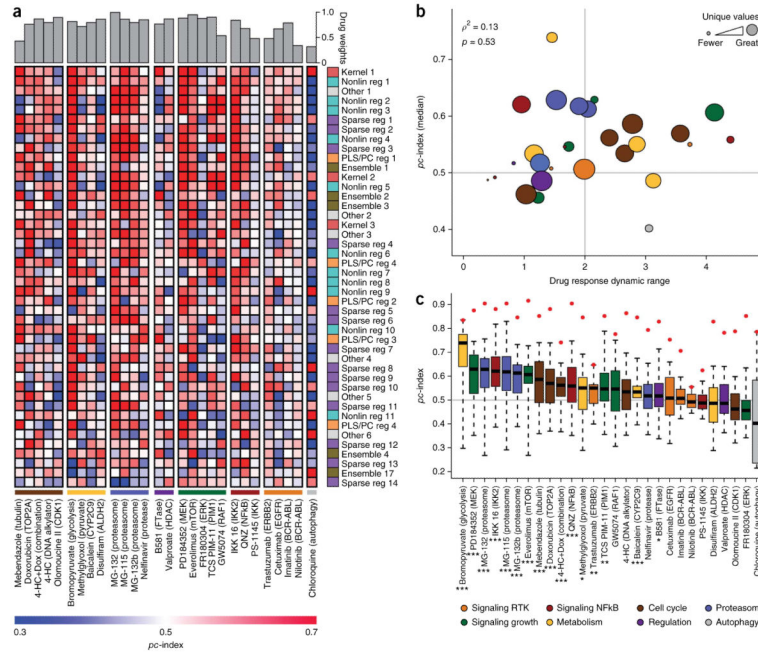 a
1.0
0.5
0
Drug weights
Kernel 1
Nonlin reg 1
Other 1
Nonlin reg 2
Nonlin reg 3
Sparse reg 1
Sparse reg 2
Nonlin reg 4
Sparse reg 3
PLS/PC reg 1
Ensemble 1
Kernel 2
Nonlin reg 5
Ensemble 2
Ensemble 3
Other 2
Kernel 3
Other 3
Sparse reg 4
Nonlin reg 6
PLS/PC reg 4
Nonlin reg 7
Nonlin reg 8
Nonlin reg 9
PLS/PC reg 2
Sparse reg 5
Sparse reg 6
Nonlin reg 10
PLS/PC reg 3
Sparse reg 7
Other 4
Sparse reg 8
Sparse reg 9
Sparse reg 10
Other 5
Sparse reg 11
Nonlin reg 11
PLS/PC reg 4
Other 6
Sparse reg 12
Ensemble 4
Sparse reg 13
Ensemble 17
Sparse reg 14
Mebendazole (tubulin)
Doxorubicin (TOP2A)
4-HC+Dox (combination)
4-HC (DNA alkylator)
Olomoucine II (CDK1)
Bromopyruvate (glycolysis)
Methylglyoxol (pyruvate)
Baicalein (CYP2C9)
Disulfiram (ALDH2)
MG-132 (proteasome)
MG-115 (proteasome)
MG-132b (proteasome)
Nelfinavir (protease)
B581 (FTase)
Valproate (HDAC)
PD184352 (MEK)
Everolimus (mTOR)
FR180304 (ERK)
TCS PIM-11 (PIM1)
GW5074 (RAF1)
IKK 16 (IKK2)
QNZ (NFkB)
PS-1145 (IKK)
Trastuzumab (ERBB2)
Cetuximab (EGFR)
Imatinib (BCR-ABL)
Nilotinib (BCR-ABL)
Chloroquine (autophagy)
0.3
0.7
pc-index
b
ρ² = 0.13
p = 0.53
Unique values
Fewer
Great
0.7
0.6
0.5
0.4
pc-index (median)
0
1
2
3
4
Drug response dynamic range
c
0.9
0.8
0.7
0.6
0.5
0.4
0.3
0.2
pc-index
*** Bromopyruvate (glycolysis)
*** PD184352 (MEK)
*** MG-132 (proteasome)
*** IKK 16 (IKK2)
*** MG-115 (proteasome)
*** MG-132b (proteasome)
*** Everolimus (mTOR)
*** Mebendazole (tubulin)
*** Doxorubicin (TOP2A)
*** 4-HC+Dox (combination)
*** QNZ (NFkB)
* Methylglyoxol (pyruvate)
** Trastuzumab (ERBB2)
** TCS PIM-11 (PIM1)
GW5074 (RAF1)
4-HC (DNA alkylator)
*** Baicalein (CYP2C9)
Nelfinavir (protease)
* B581 (FTase)
Cetuximab (EGFR)
Imatinib (BCR-ABL)
Nilotinib (BCR-ABL)
PS-1145 (IKK)
Disulfiram (ALDH2)
Valproate (HDAC)
Olomoucine II (CDK1)
FR180304 (ERK)
Chloroquine (autophagy)
Signaling RTK
Signaling NFkB
Cell cycle
Proteasom
Signaling growth
Metabolism
Regulation
Autophagy